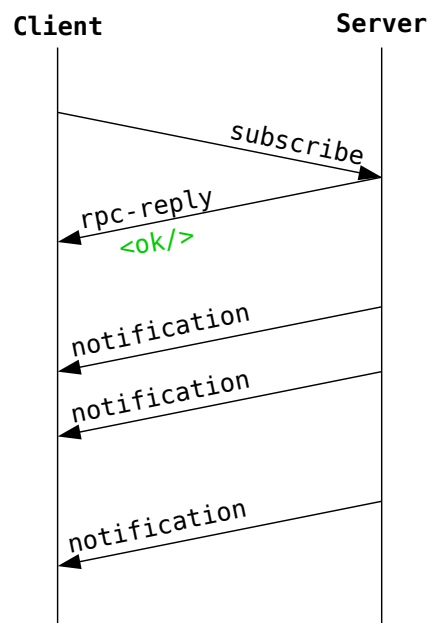 Client
Server
subscribe
rpc-reply
<ok/>
notification
notification
notification